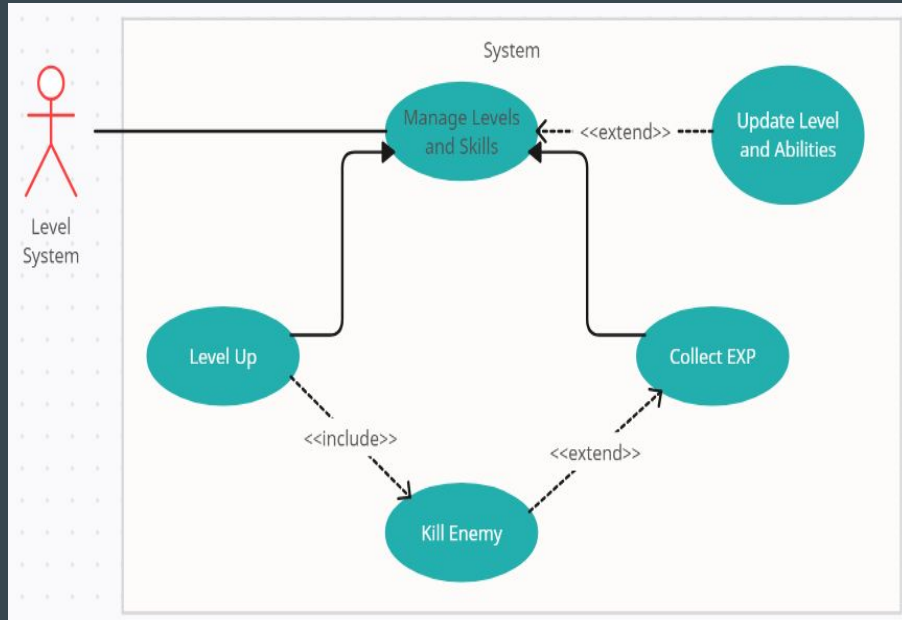 System
Manage Levels
and Skills
<<extend>>
Update Level
and Abilities
Level
System
Level Up
Collect EXP
<<include>>
<<extend>>
Kill Enemy